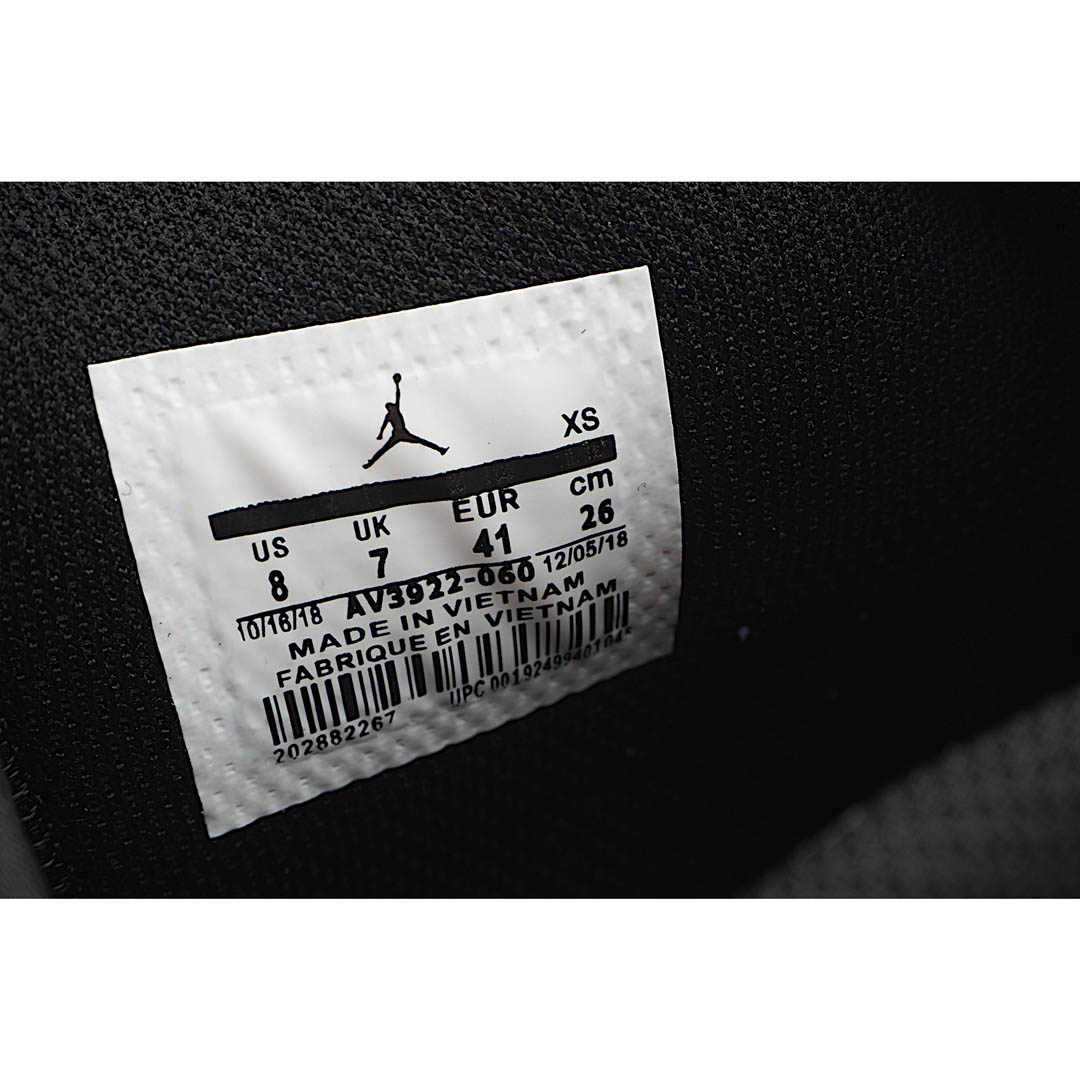 XS
US UK EUR cm
8 7 41 26
10/16/18 AV3922-060 12/05/18
MADE IN VIETNAM
FABRIQUE EN VIETNAM
202882267 UPC 00192499401045